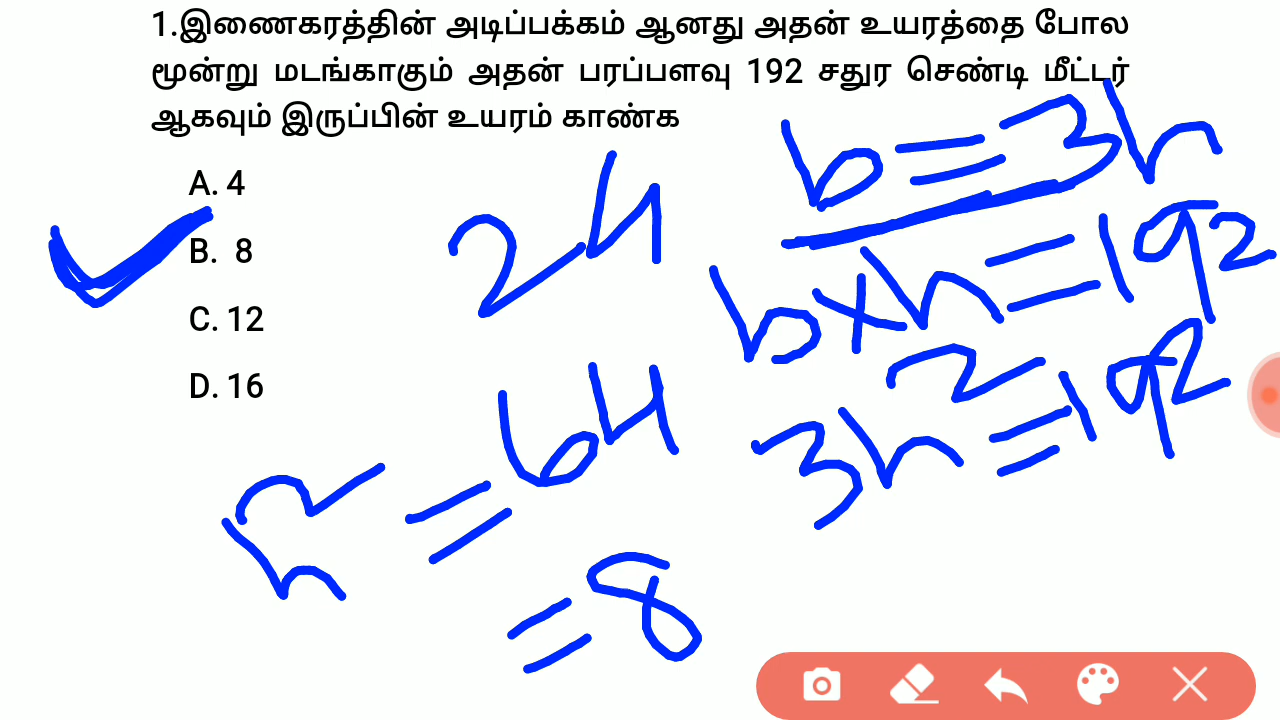 1.இணைகரத்தின் அடிப்பக்கம் ஆனது அதன் உயரத்தை போல
மூன்று மடங்காகும் அதன் பரப்பளவு 192 சதுர செண்டி மீட்டர்
ஆகவும் இருப்பின் உயரம் காண்க
A. 4
B. 8
C. 12
D. 16
24
b=3h
b×h=192
3h²=192
h²=64
=8